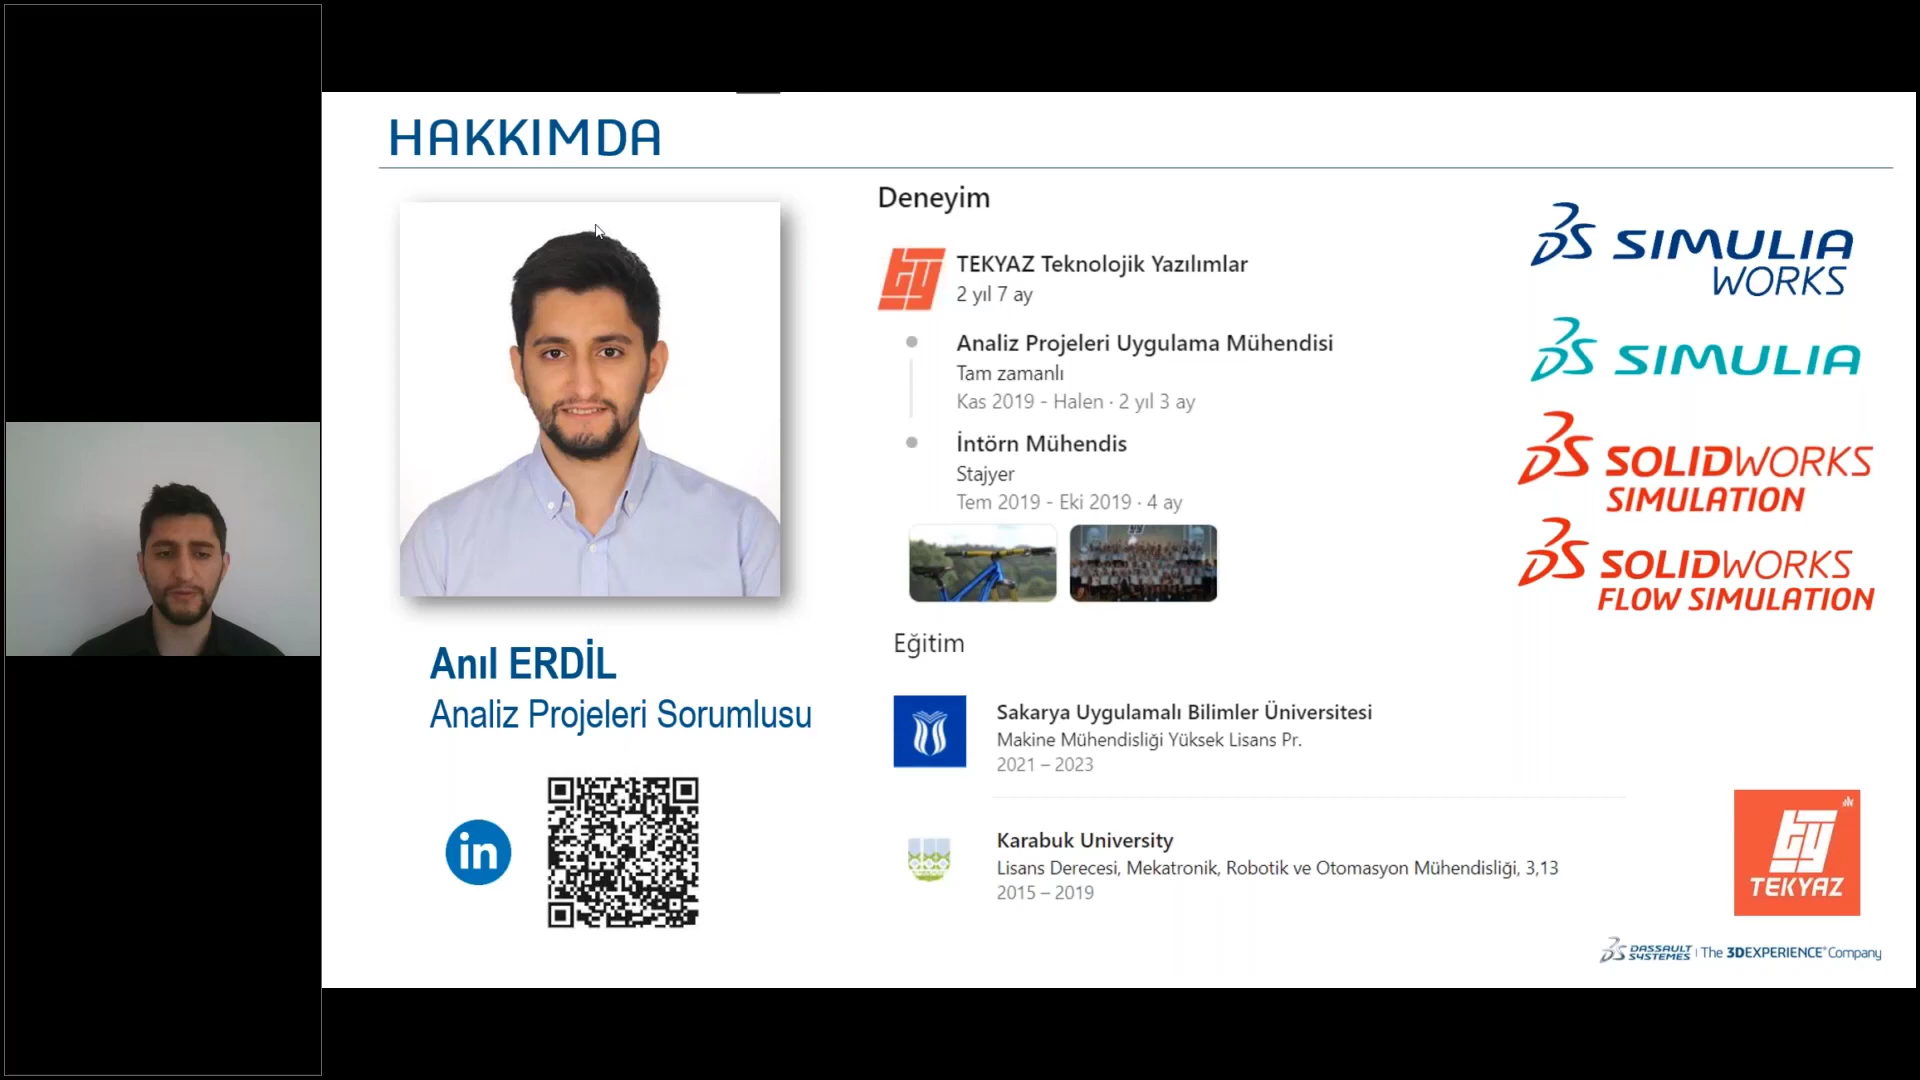 HAKKIMDA
Anıl ERDİL
Analiz Projeleri Sorumlusu
in
Deneyim
TEKYAZ Teknolojik Yazılımlar
2 yıl 7 ay
Analiz Projeleri Uygulama Mühendisi
Tam zamanlı
Kas 2019 - Halen · 2 yıl 3 ay
İntörn Mühendis
Stajyer
Tem 2019 - Eki 2019 · 4 ay
Eğitim
Sakarya Uygulamalı Bilimler Üniversitesi
Makine Mühendisliği Yüksek Lisans Pr.
2021 – 2023
Karabuk University
Lisans Derecesi, Mekatronik, Robotik ve Otomasyon Mühendisliği, 3,13
2015 – 2019
SIMULIA
WORKS
SIMULIA
SOLIDWORKS
SIMULATION
SOLIDWORKS
FLOW SIMULATION
TEKYAZ
DASSAULT SYSTEMES | The 3DEXPERIENCE® Company